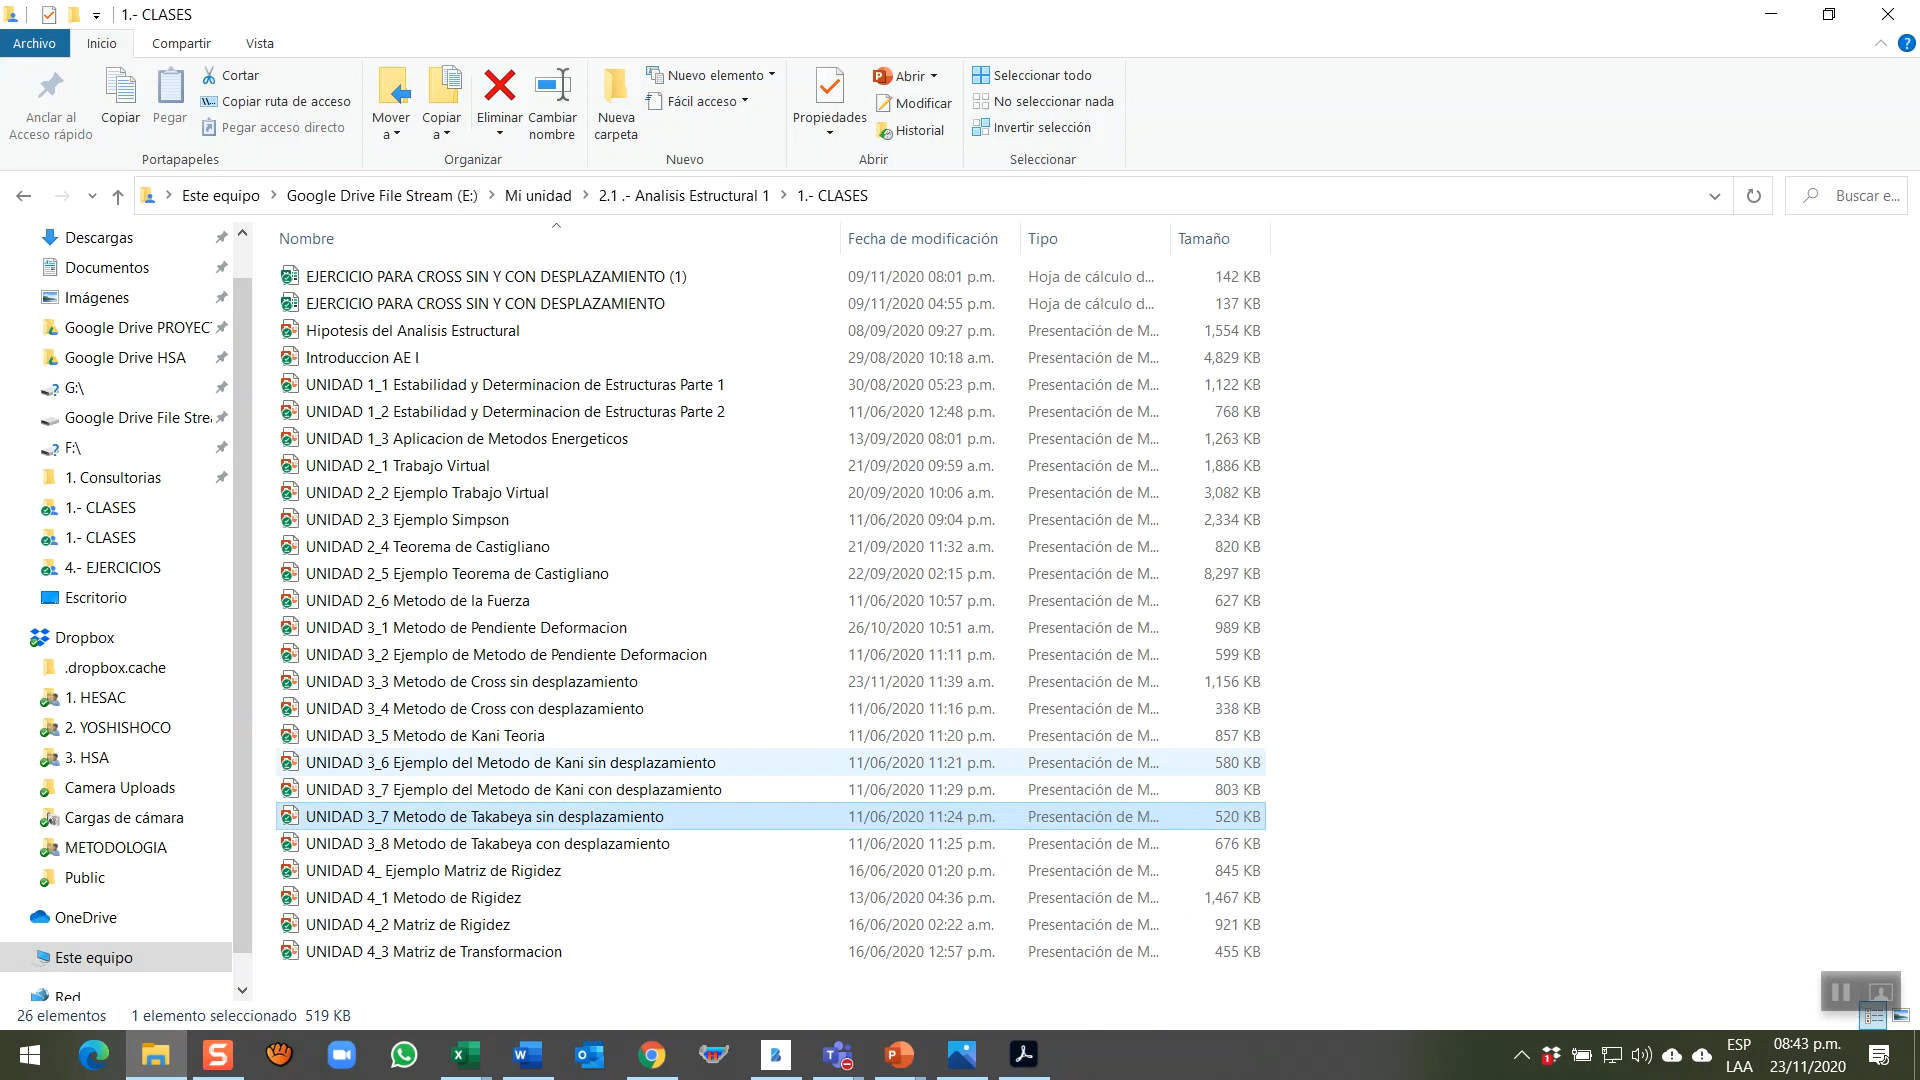 1.- CLASES
Archivo Inicio Compartir Vista
Anclar al Acceso rápido
Copiar
Pegar
Cortar
Copiar ruta de acceso
Pegar acceso directo
Portapapeles
Mover a
Copiar a
Eliminar
Cambiar nombre
Organizar
Nueva carpeta
Nuevo elemento
Fácil acceso
Nuevo
Propiedades
Abrir
Modificar
Historial
Abrir
Seleccionar todo
No seleccionar nada
Invertir selección
Seleccionar
Este equipo > Google Drive File Stream (E:) > Mi unidad > 2.1 .- Analisis Estructural 1 > 1.- CLASES
Buscar e...
Descargas
Documentos
Imágenes
Google Drive PROYEC
Google Drive HSA
G:\
Google Drive File Strea
F:\
1. Consultorias
1.- CLASES
1.- CLASES
4.- EJERCICIOS
Escritorio
Dropbox
.dropbox.cache
1. HESAC
2. YOSHISHOCO
3. HSA
Camera Uploads
Cargas de cámara
METODOLOGIA
Public
OneDrive
Este equipo
Red
Nombre Fecha de modificación Tipo Tamaño
EJERCICIO PARA CROSS SIN Y CON DESPLAZAMIENTO (1) 09/11/2020 08:01 p.m. Hoja de cálculo d... 142 KB
EJERCICIO PARA CROSS SIN Y CON DESPLAZAMIENTO 09/11/2020 04:55 p.m. Hoja de cálculo d... 137 KB
Hipotesis del Analisis Estructural 08/09/2020 09:27 p.m. Presentación de M... 1,554 KB
Introduccion AE I 29/08/2020 10:18 a.m. Presentación de M... 4,829 KB
UNIDAD 1_1 Estabilidad y Determinacion de Estructuras Parte 1 30/08/2020 05:23 p.m. Presentación de M... 1,122 KB
UNIDAD 1_2 Estabilidad y Determinacion de Estructuras Parte 2 11/06/2020 12:48 p.m. Presentación de M... 768 KB
UNIDAD 1_3 Aplicacion de Metodos Energeticos 13/09/2020 08:01 p.m. Presentación de M... 1,263 KB
UNIDAD 2_1 Trabajo Virtual 21/09/2020 09:59 a.m. Presentación de M... 1,886 KB
UNIDAD 2_2 Ejemplo Trabajo Virtual 20/09/2020 10:06 a.m. Presentación de M... 3,082 KB
UNIDAD 2_3 Ejemplo Simpson 11/06/2020 09:04 p.m. Presentación de M... 2,334 KB
UNIDAD 2_4 Teorema de Castigliano 21/09/2020 11:32 a.m. Presentación de M... 820 KB
UNIDAD 2_5 Ejemplo Teorema de Castigliano 22/09/2020 02:15 p.m. Presentación de M... 8,297 KB
UNIDAD 2_6 Metodo de la Fuerza 11/06/2020 10:57 p.m. Presentación de M... 627 KB
UNIDAD 3_1 Metodo de Pendiente Deformacion 26/10/2020 10:51 a.m. Presentación de M... 989 KB
UNIDAD 3_2 Ejemplo de Metodo de Pendiente Deformacion 11/06/2020 11:11 p.m. Presentación de M... 599 KB
UNIDAD 3_3 Metodo de Cross sin desplazamiento 23/11/2020 11:39 a.m. Presentación de M... 1,156 KB
UNIDAD 3_4 Metodo de Cross con desplazamiento 11/06/2020 11:16 p.m. Presentación de M... 338 KB
UNIDAD 3_5 Metodo de Kani Teoria 11/06/2020 11:20 p.m. Presentación de M... 857 KB
UNIDAD 3_6 Ejemplo del Metodo de Kani sin desplazamiento 11/06/2020 11:21 p.m. Presentación de M... 580 KB
UNIDAD 3_7 Ejemplo del Metodo de Kani con desplazamiento 11/06/2020 11:29 p.m. Presentación de M... 803 KB
UNIDAD 3_7 Metodo de Takabeya sin desplazamiento 11/06/2020 11:24 p.m. Presentación de M... 520 KB
UNIDAD 3_8 Metodo de Takabeya con desplazamiento 11/06/2020 11:25 p.m. Presentación de M... 676 KB
UNIDAD 4_ Ejemplo Matriz de Rigidez 16/06/2020 01:20 p.m. Presentación de M... 845 KB
UNIDAD 4_1 Metodo de Rigidez 13/06/2020 04:36 p.m. Presentación de M... 1,467 KB
UNIDAD 4_2 Matriz de Rigidez 16/06/2020 02:22 a.m. Presentación de M... 921 KB
UNIDAD 4_3 Matriz de Transformacion 16/06/2020 12:57 p.m. Presentación de M... 455 KB
26 elementos 1 elemento seleccionado 519 KB
ESP 08:43 p.m.
LAA 23/11/2020